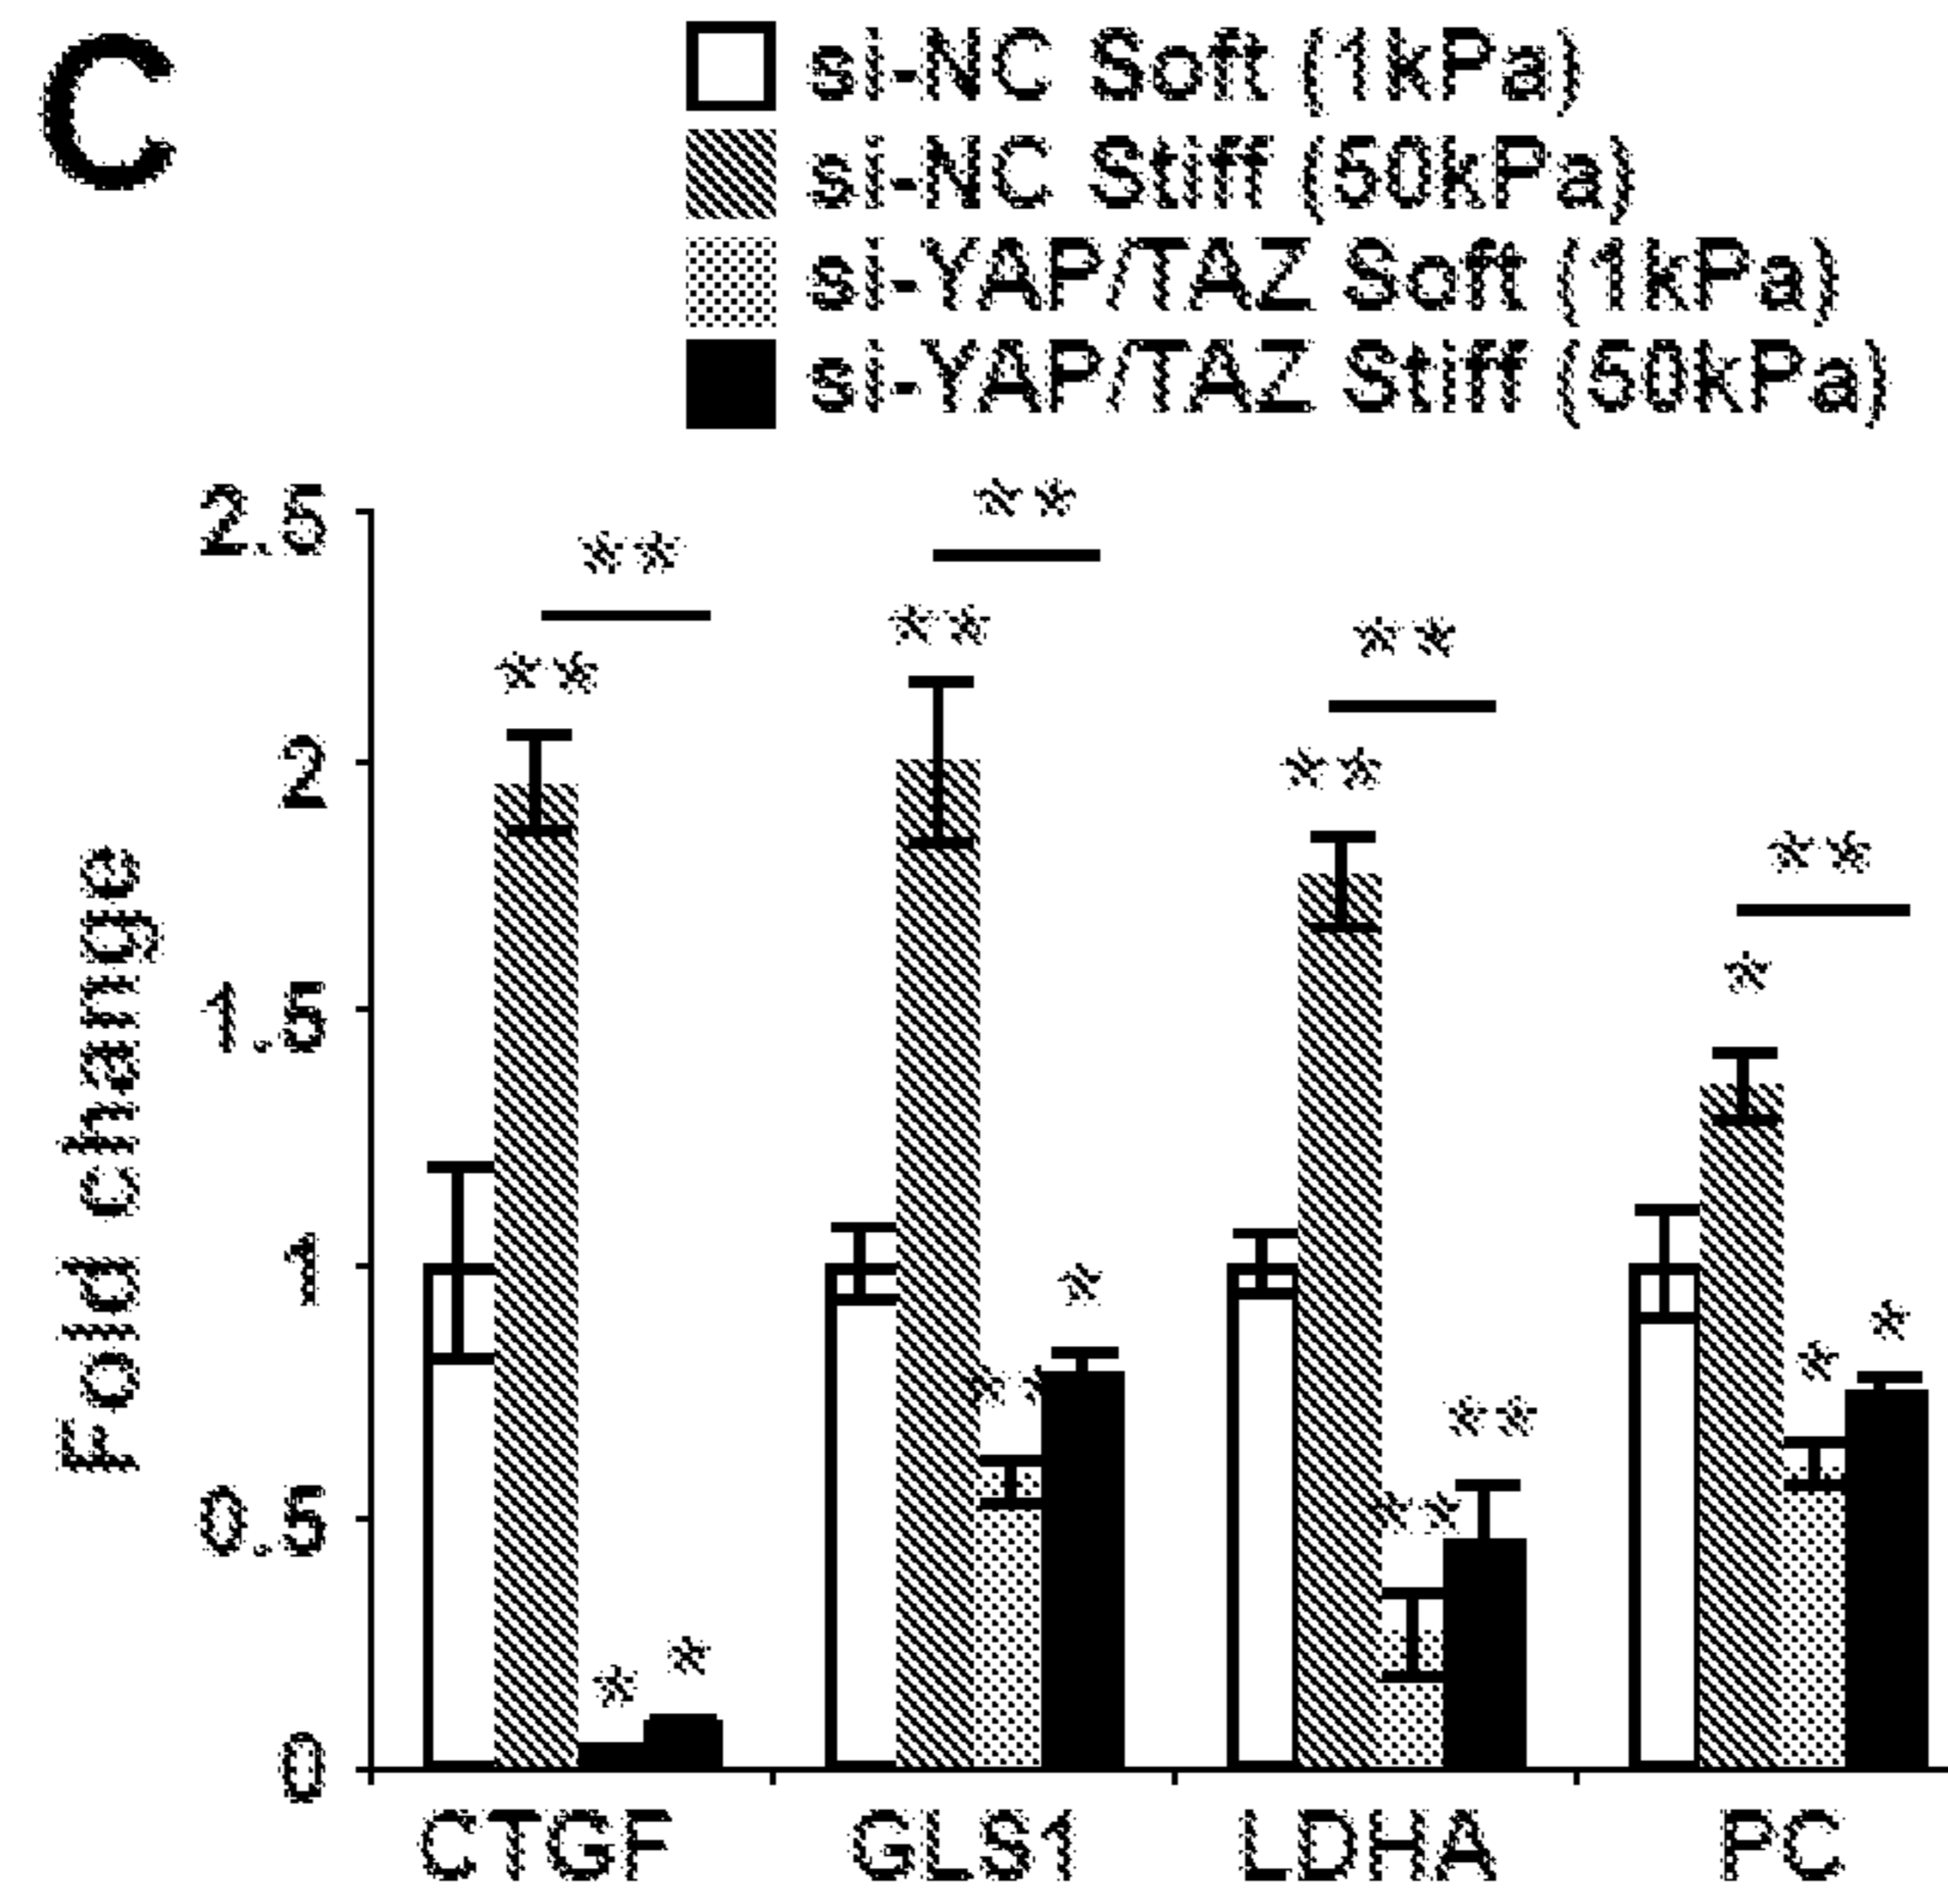 C
si-NC Soft (1kPa)
si-NC Stiff (50kPa)
si-YAP/TAZ Soft (1kPa)
si-YAP/TAZ Stiff (50kPa)
Fold change
2.5
2
1.5
1
0.5
0
** ** ** ** ** ** ** *
* * ** * ** ** * *
CTGF GLS1 LDHA PC